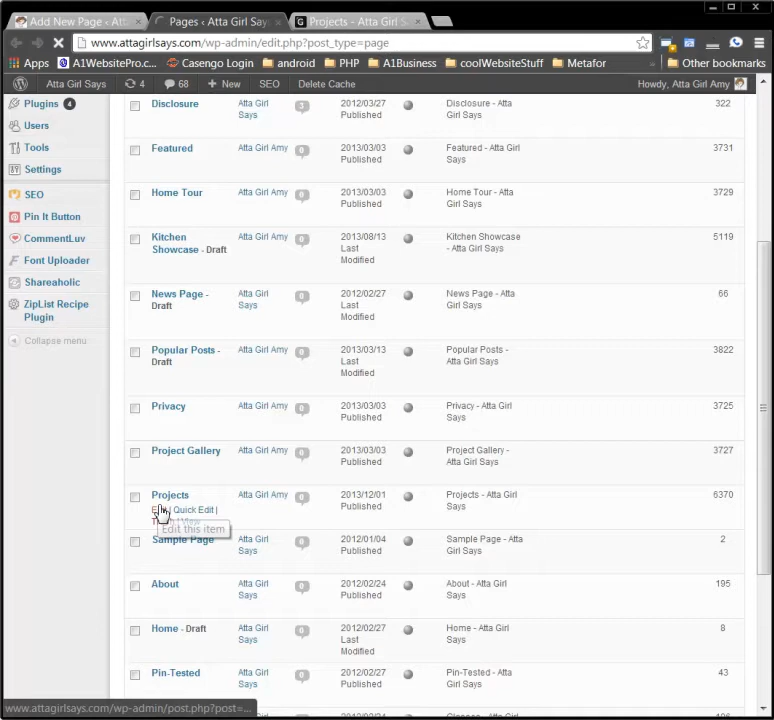 Add New Page ‹ Atta
Pages ‹ Atta Girl Say
Projects - Atta Girl S
www.attagirlsays.com/wp-admin/edit.php?post_type=page
Apps A1WebsitePro.c... Casengo Login android PHP A1Business coolWebsiteStuff Metafor » Other bookmarks
Atta Girl Says 4 68 + New SEO Delete Cache Howdy, Atta Girl Amy
Plugins 4
Users
Tools
Settings
SEO
Pin It Button
CommentLuv
Font Uploader
Shareaholic
ZipList Recipe
Plugin
Collapse menu
Disclosure Atta Girl 3 2012/03/27 Disclosure - Atta 322
Says Published Girl Says
Featured Atta Girl Amy 0 2013/03/03 Featured - Atta Girl 3731
Published Says
Home Tour Atta Girl Amy 0 2013/03/03 Home Tour - Atta 3729
Published Girl Says
Kitchen Atta Girl Amy 0 2013/08/13 Kitchen Showcase 5119
Showcase - Draft Last - Atta Girl Says
Modified
News Page - Atta Girl 0 2012/02/27 News Page - Atta 66
Draft Says Last Girl Says
Modified
Popular Posts - Atta Girl Amy 0 2013/03/13 Popular Posts - 3822
Draft Last Atta Girl Says
Modified
Privacy Atta Girl Amy 0 2013/03/03 Privacy - Atta Girl 3725
Published Says
Project Gallery Atta Girl Amy 0 2013/03/03 Project Gallery - 3727
Published Atta Girl Says
Projects Atta Girl Amy 0 2013/12/01 Projects - Atta Girl 6370
| Quick Edit | Published Says
View
Edit this item
Sample Page Atta Girl 0 2012/01/04 Sample Page - Atta 2
Says Published Girl Says
About Atta Girl 0 2012/02/24 About - Atta Girl 195
Says Published Says
Home - Draft Atta Girl 0 2012/02/27 Home - Atta Girl 8
Says Last Says
Modified
Pin-Tested Atta Girl 0 2012/02/27 Pin-Tested - Atta 43
Says Published Girl Says
www.attagirlsays.com/wp-admin/post.php?post=...